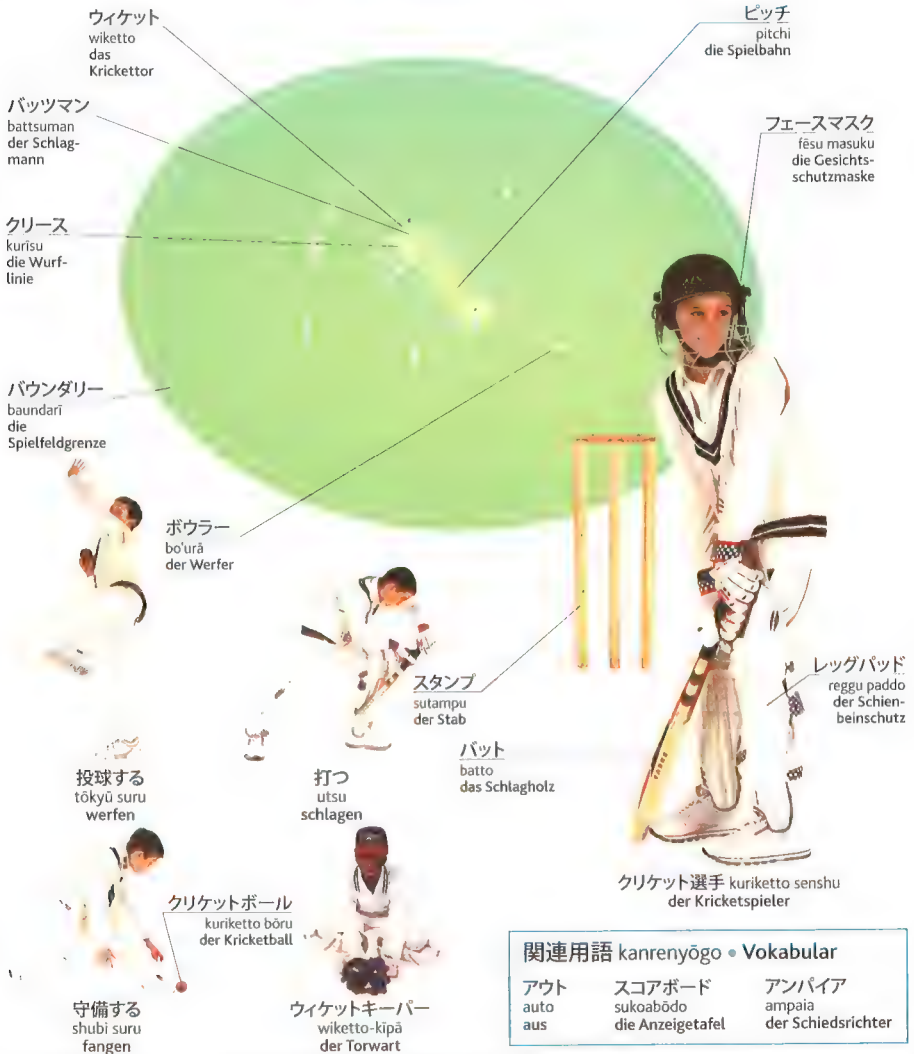 ウィケット
wiketto
das
Krickettor
ピッチ
pitchi
die Spielbahn
バッツマン
battsuman
der Schlag-
mann
フェースマスク
fēsu masuku
die Gesichts-
schutzmaske
クリース
kurīsu
die Wurf-
linie
バウンダリー
baundarī
die
Spielfeldgrenze
ボウラー
bo'urā
der Werfer
スタンプ
sutampu
der Stab
レッグパッド
reggu paddo
der Schien-
beinschutz
バット
batto
das Schlagholz
投球する
tōkyū suru
werfen
打つ
utsu
schlagen
クリケット選手 kuriketto senshu
der Kricketspieler
クリケットボール
kuriketto bōru
der Kricketball
守備する
shubi suru
fangen
ウィケットキーパー
wiketto-kīpā
der Torwart
関連用語 kanrenyōgo • Vokabular
アウト
auto
aus
スコアボード
sukoabōdo
die Anzeigetafel
アンパイア
ampaia
der Schiedsrichter